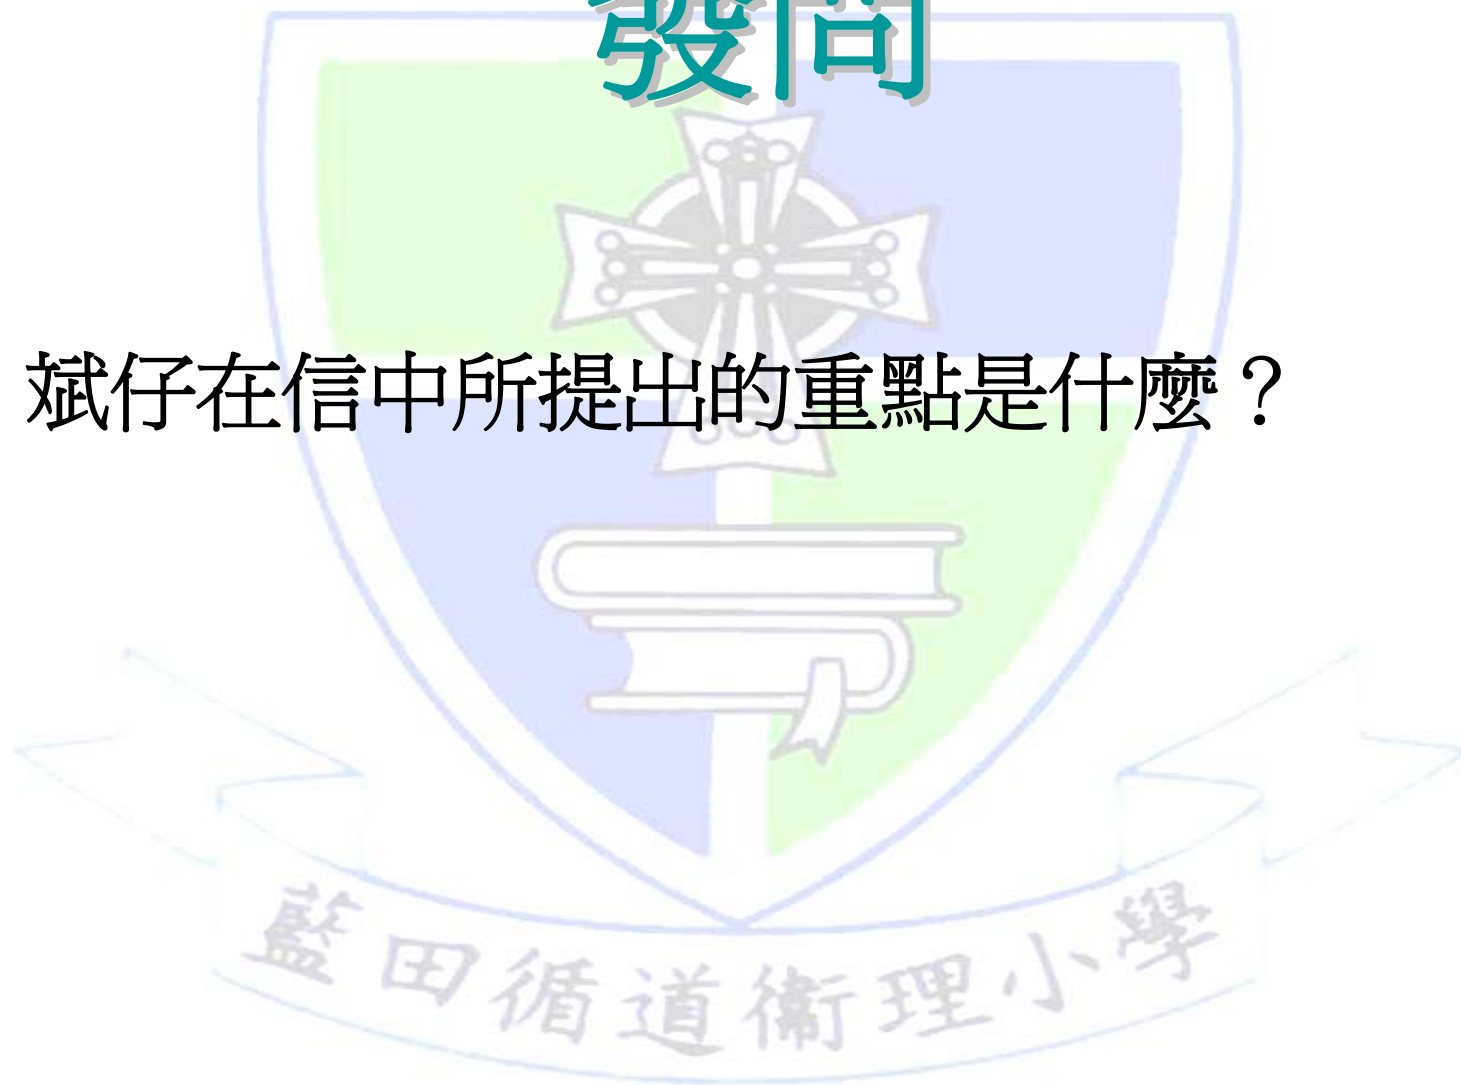 發問
斌仔在信中所提出的重點是什麼？
藍田循道衞理小學